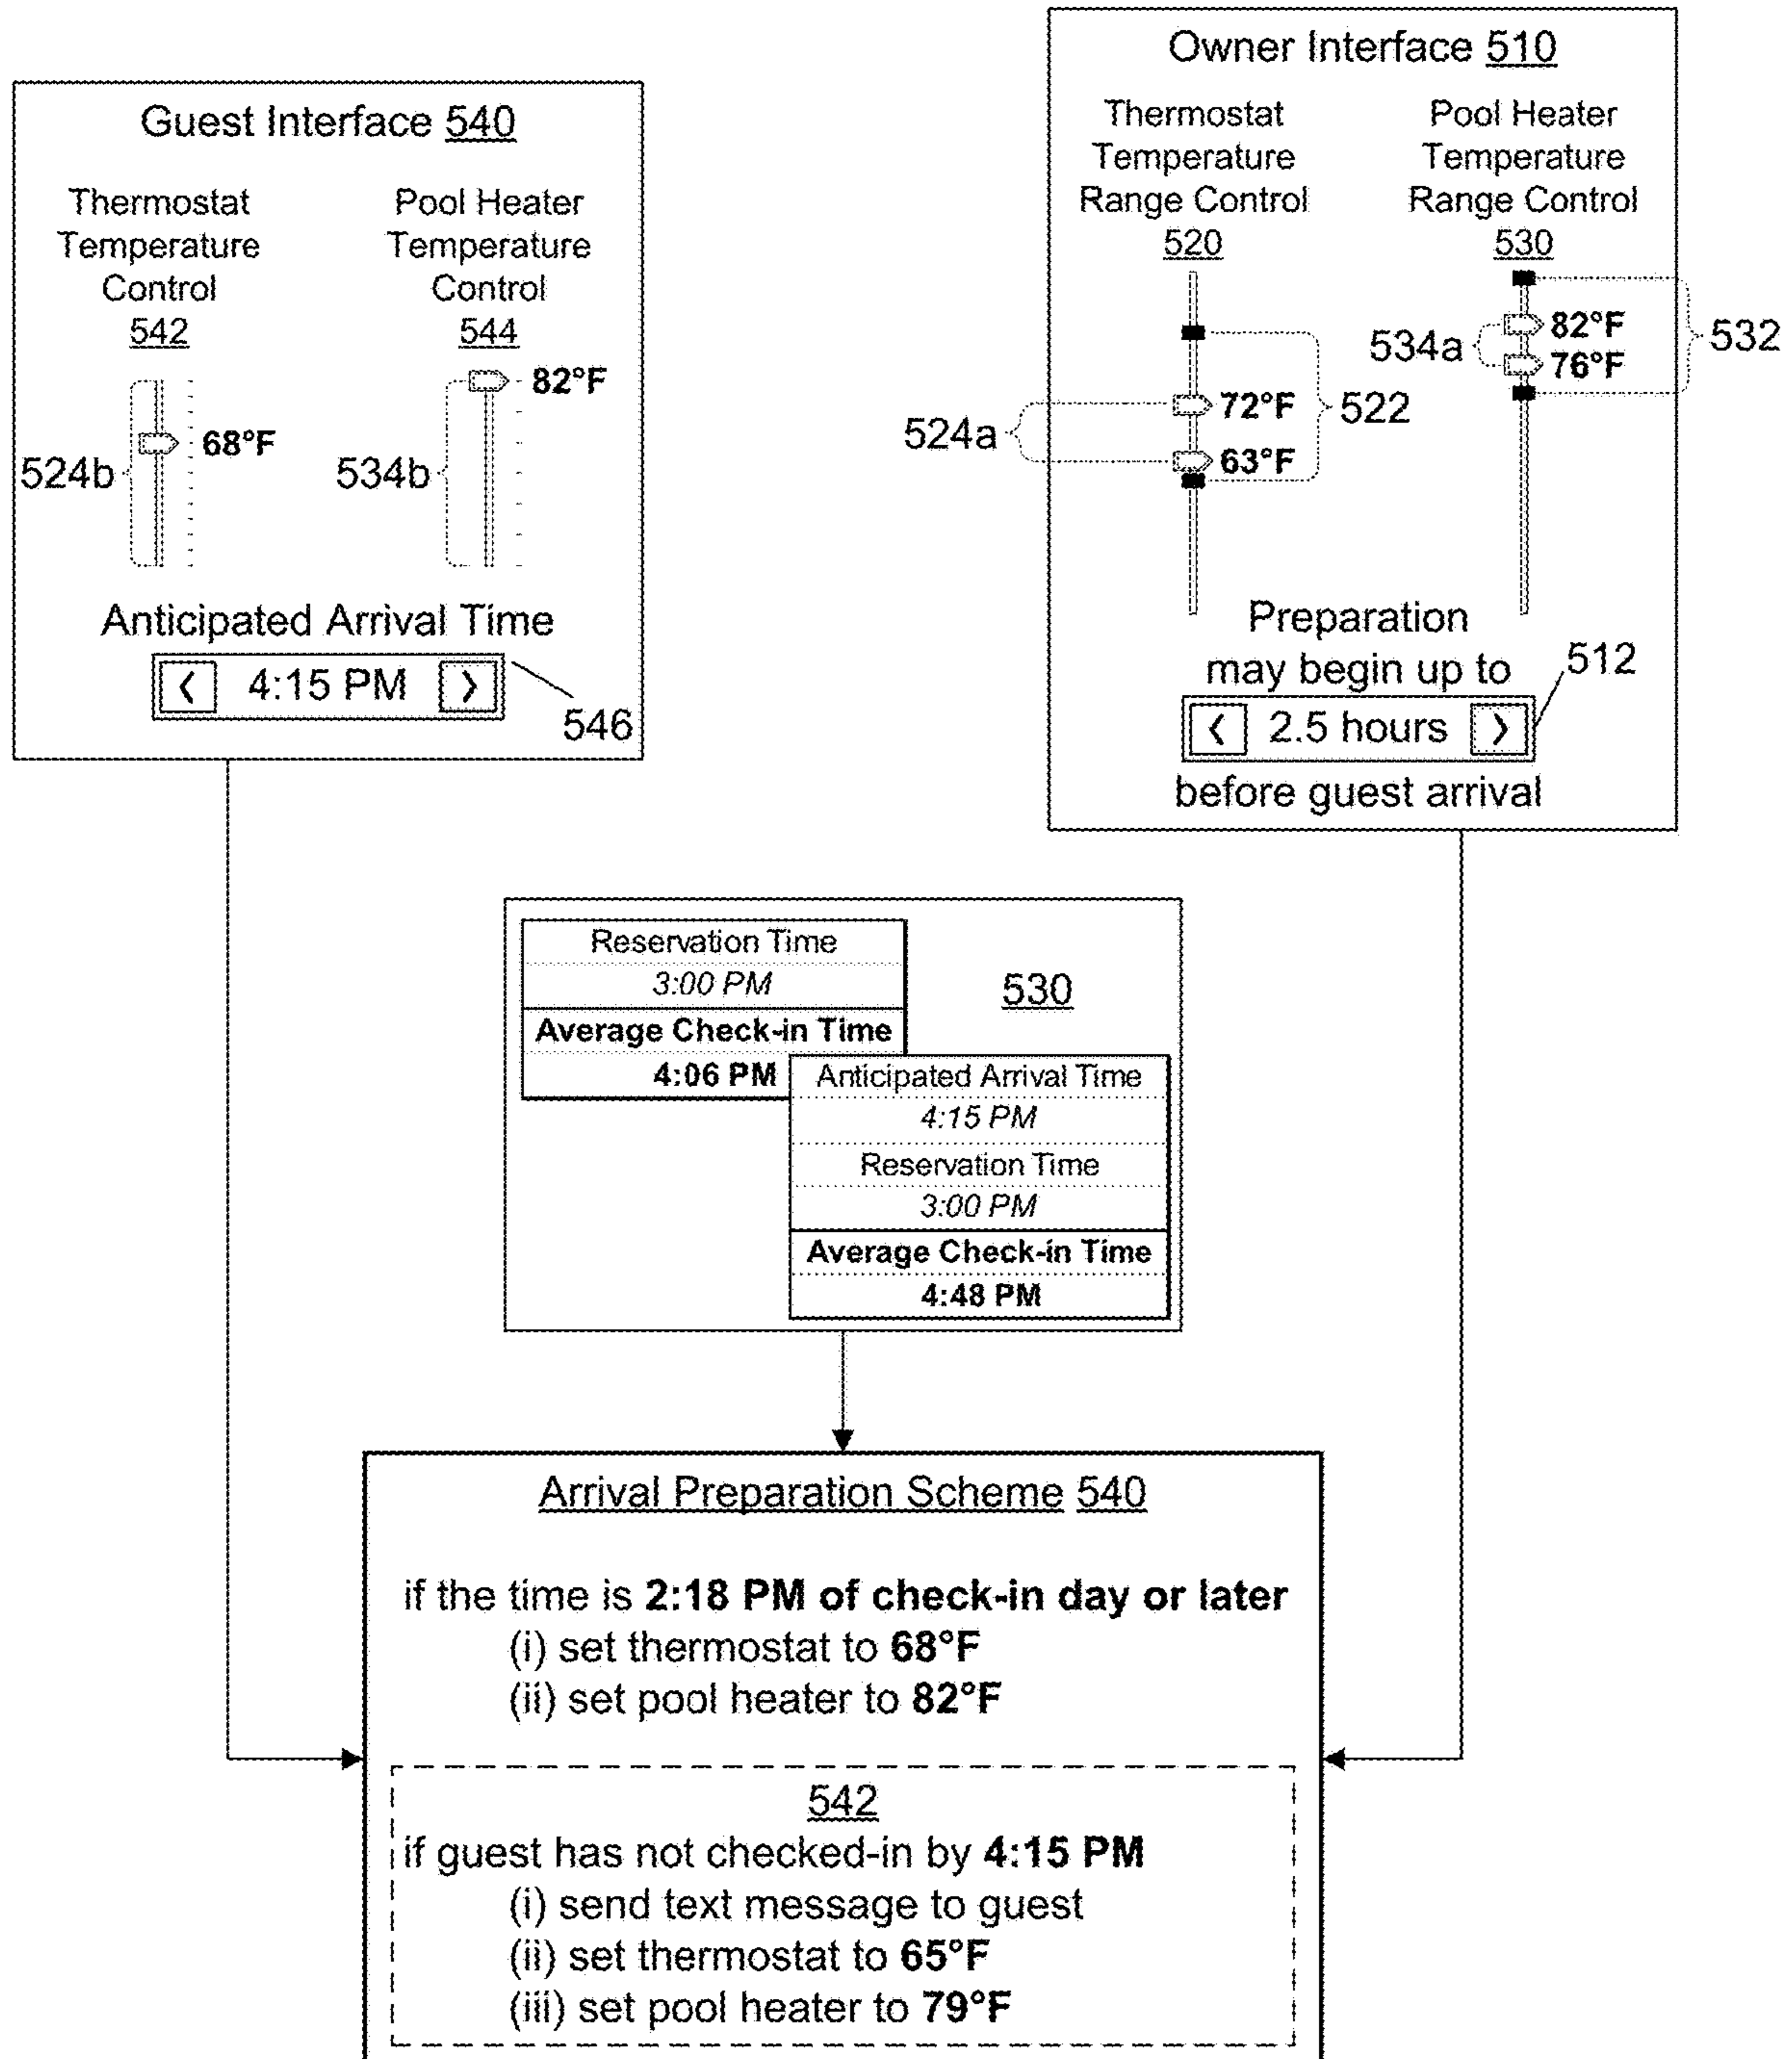 Guest Interface 540
Thermostat
Temperature
Control
542
Pool Heater
Temperature
Control
544
68°F
82°F
524b
534b
Anticipated Arrival Time
< 4:15 PM >
546
Owner Interface 510
Thermostat
Temperature
Range Control
520
Pool Heater
Temperature
Range Control
530
82°F
76°F
534a
532
72°F
63°F
524a
522
Preparation
may begin up to
512
< 2.5 hours >
before guest arrival
Reservation Time
3:00 PM
Average Check-in Time
4:06 PM
530
Anticipated Arrival Time
4:15 PM
Reservation Time
3:00 PM
Average Check-in Time
4:48 PM
Arrival Preparation Scheme 540
if the time is 2:18 PM of check-in day or later
(i) set thermostat to 68°F
(ii) set pool heater to 82°F
542
if guest has not checked-in by 4:15 PM
(i) send text message to guest
(ii) set thermostat to 65°F
(iii) set pool heater to 79°F